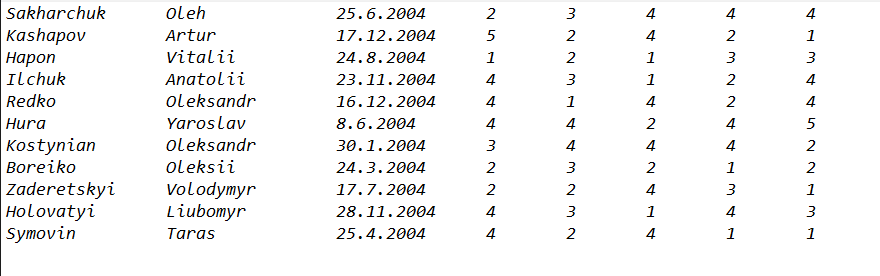 Sakharchuk Oleh 25.6.2004 2 3 4 4 4
Kashapov Artur 17.12.2004 5 2 4 2 1
Hapon Vitalii 24.8.2004 1 2 1 3 3
Ilchuk Anatolii 23.11.2004 4 3 1 2 4
Redko Oleksandr 16.12.2004 4 1 4 2 4
Hura Yaroslav 8.6.2004 4 4 2 4 5
Kostynian Oleksandr 30.1.2004 3 4 4 4 2
Boreiko Oleksii 24.3.2004 2 3 2 1 2
Zaderetskyi Volodymyr 17.7.2004 2 2 4 3 1
Holovatyi Liubomyr 28.11.2004 4 3 1 4 3
Symovin Taras 25.4.2004 4 2 4 1 1